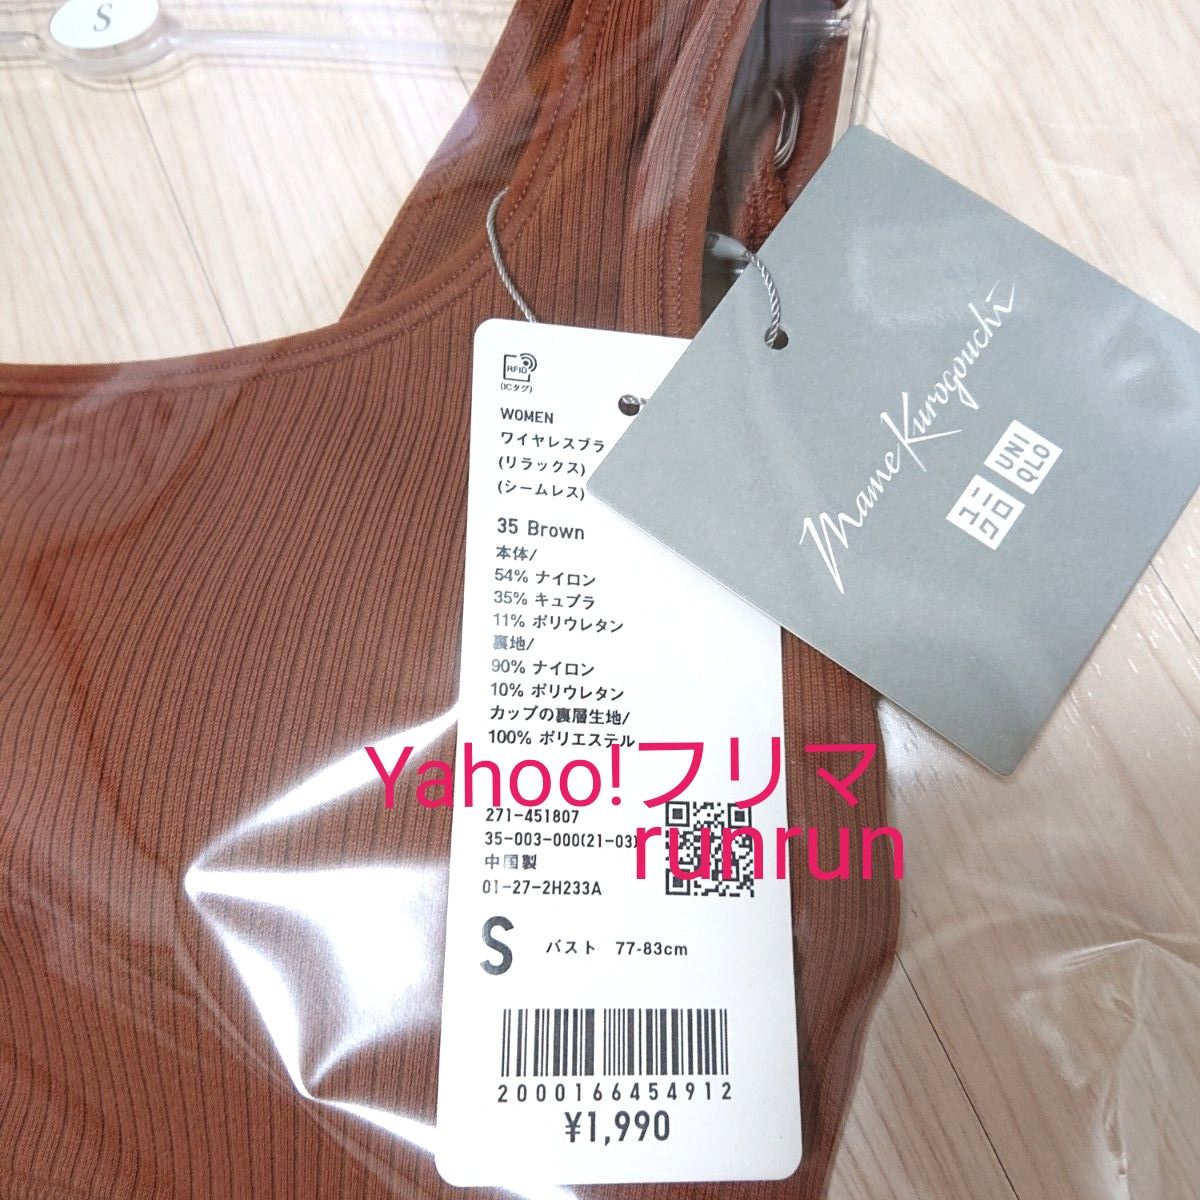 S
RFID
(ICタグ)
WOMEN
ワイヤレスブラ
(リラックス)
(シームレス)
35 Brown
本体/
54% ナイロン
35% キュプラ
11% ポリウレタン
裏地/
90% ナイロン
10% ポリウレタン
カップの裏層生地/
100% ポリエステル
271-451807
35-003-000(21-03)
中国製
01-27-2H233A
S バスト 77-83cm
2000166454912
¥1,990
Mame Kurogouchi
ユニクロ
UNIQLO
Yahoo!フリマ
runrun